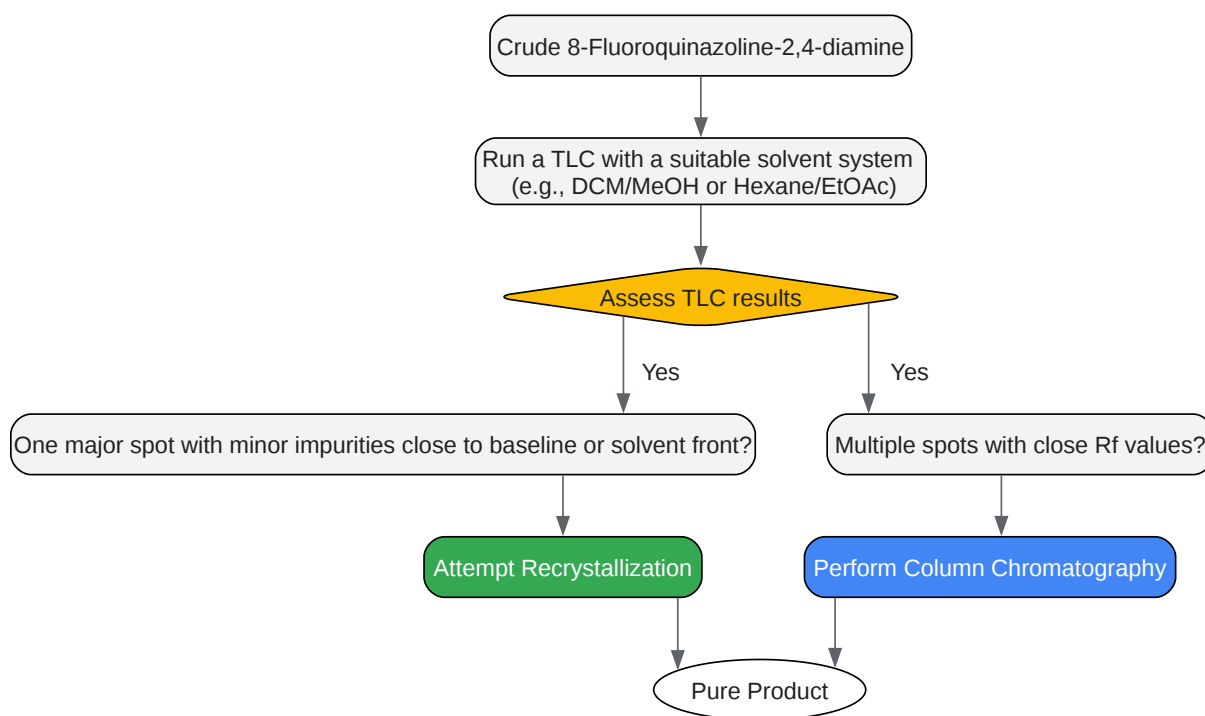 Crude 8-Fluoroquinazoline-2,4-diamine
Run a TLC with a suitable solvent system
(e.g., DCM/MeOH or Hexane/EtOAc)
Assess TLC results
Yes
Yes
One major spot with minor impurities close to baseline or solvent front?
Multiple spots with close Rf values?
Attempt Recrystallization
Perform Column Chromatography
Pure Product